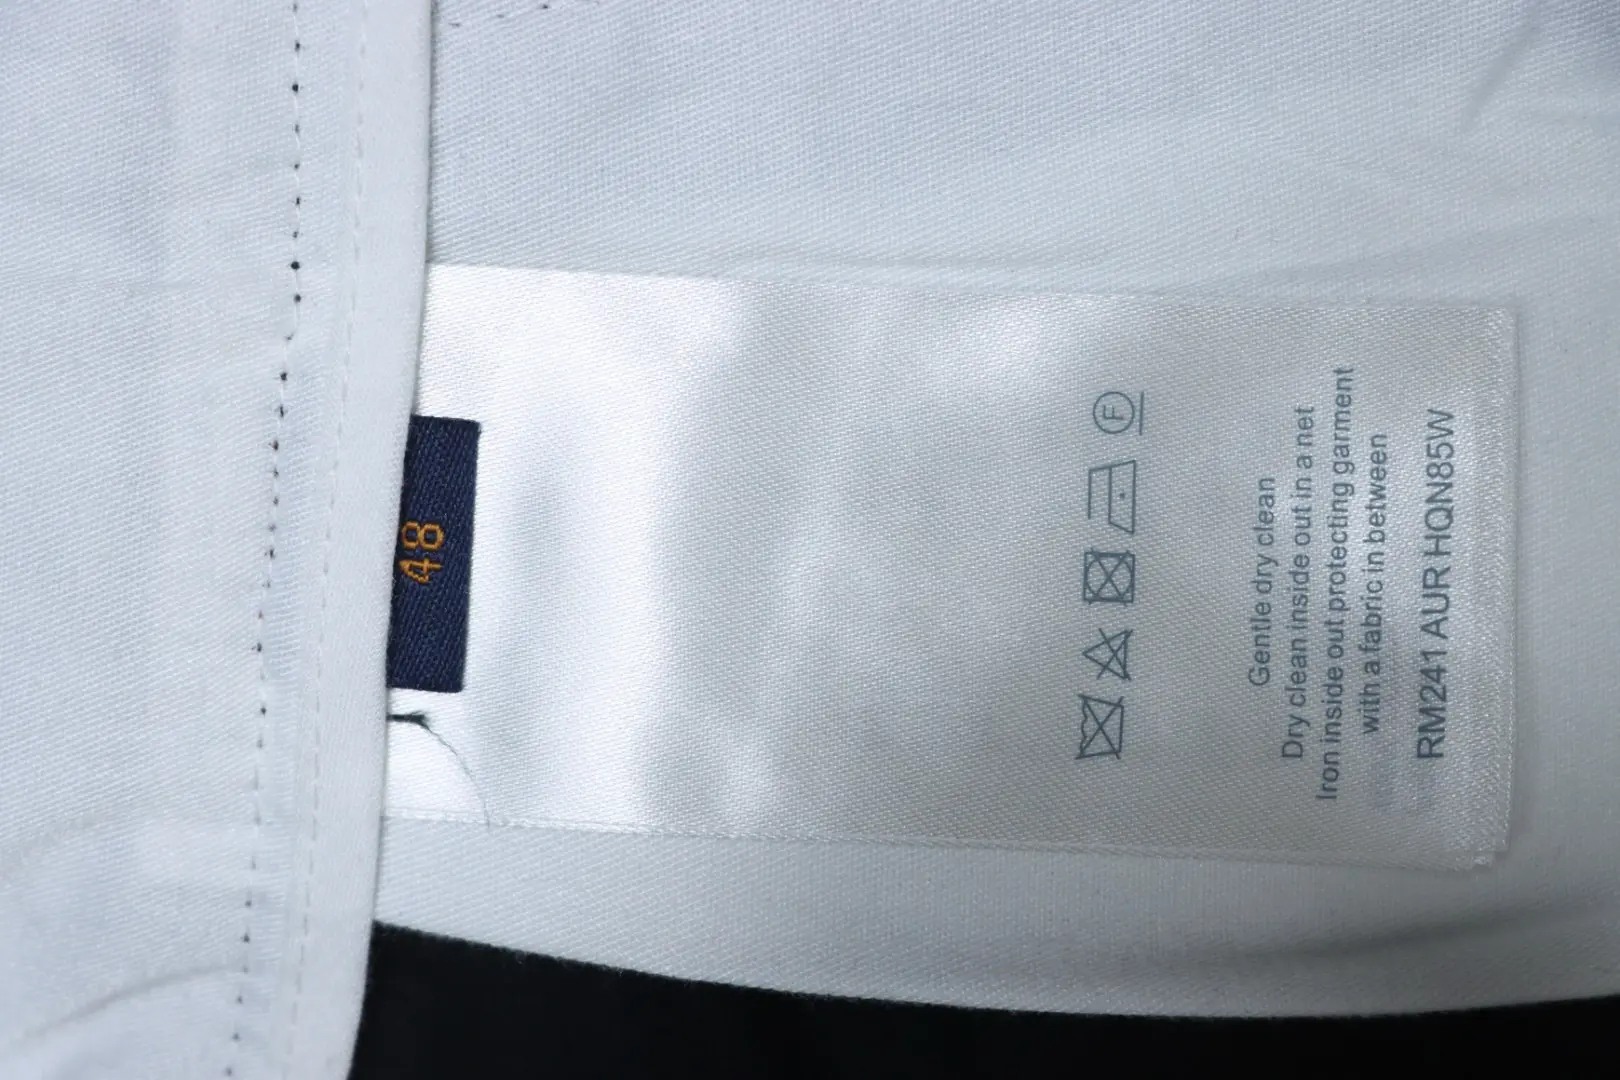 48
F
Gentle dry clean
Dry clean inside out in a net
Iron inside out protecting garment
with a fabric in between
RM241 AUR HQN85W